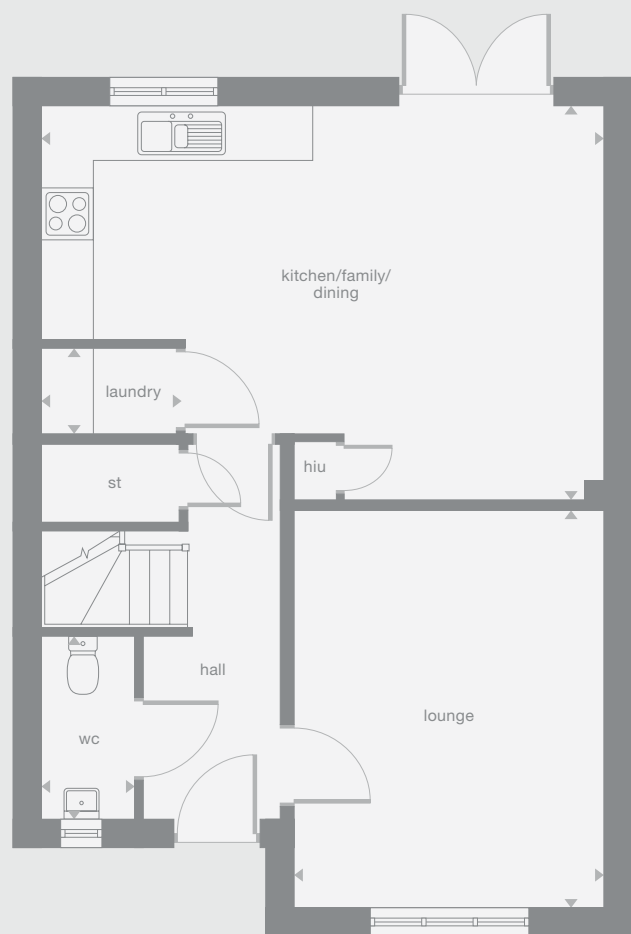 kitchen/family/
dining
laundry
st
hiu
hall
lounge
wc